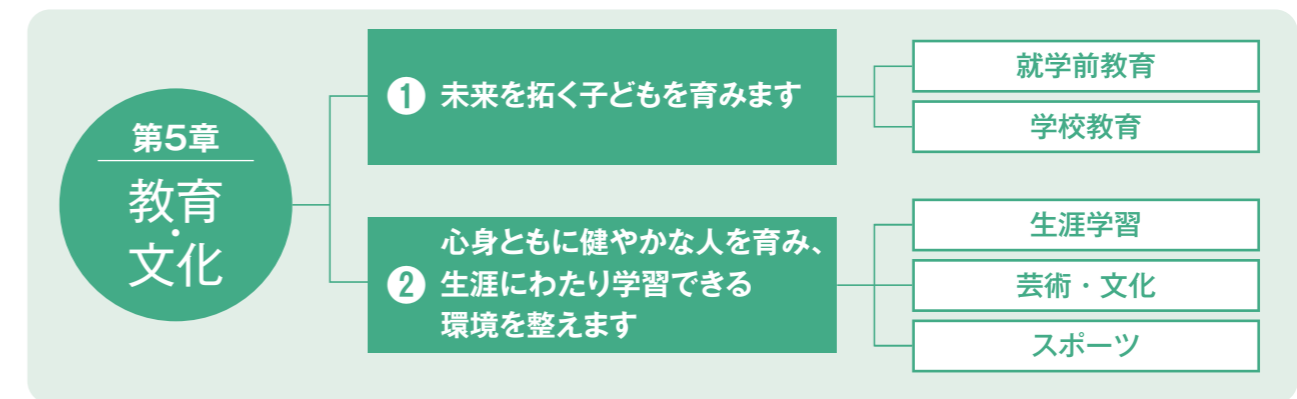 第5章
教育
・
文化
❶ 未来を拓く子どもを育みます
就学前教育
学校教育
❷ 心身ともに健やかな人を育み、
生涯にわたり学習できる
環境を整えます
生涯学習
芸術・文化
スポーツ